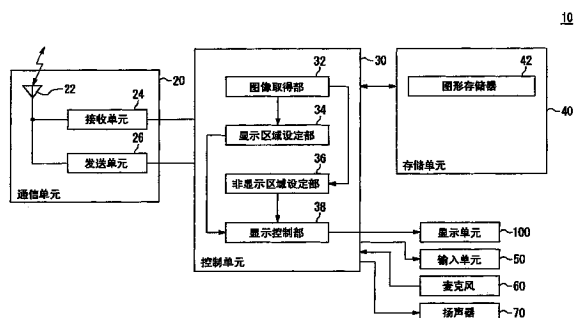 10
20
22
24
接收单元
26
发送单元
通信单元
30
32
图像取得部
34
显示区域设定部
36
非显示区域设定部
38
显示控制部
控制单元
42
图形存储器
40
存储单元
显示单元
100
输入单元
50
麦克风
60
扬声器
70